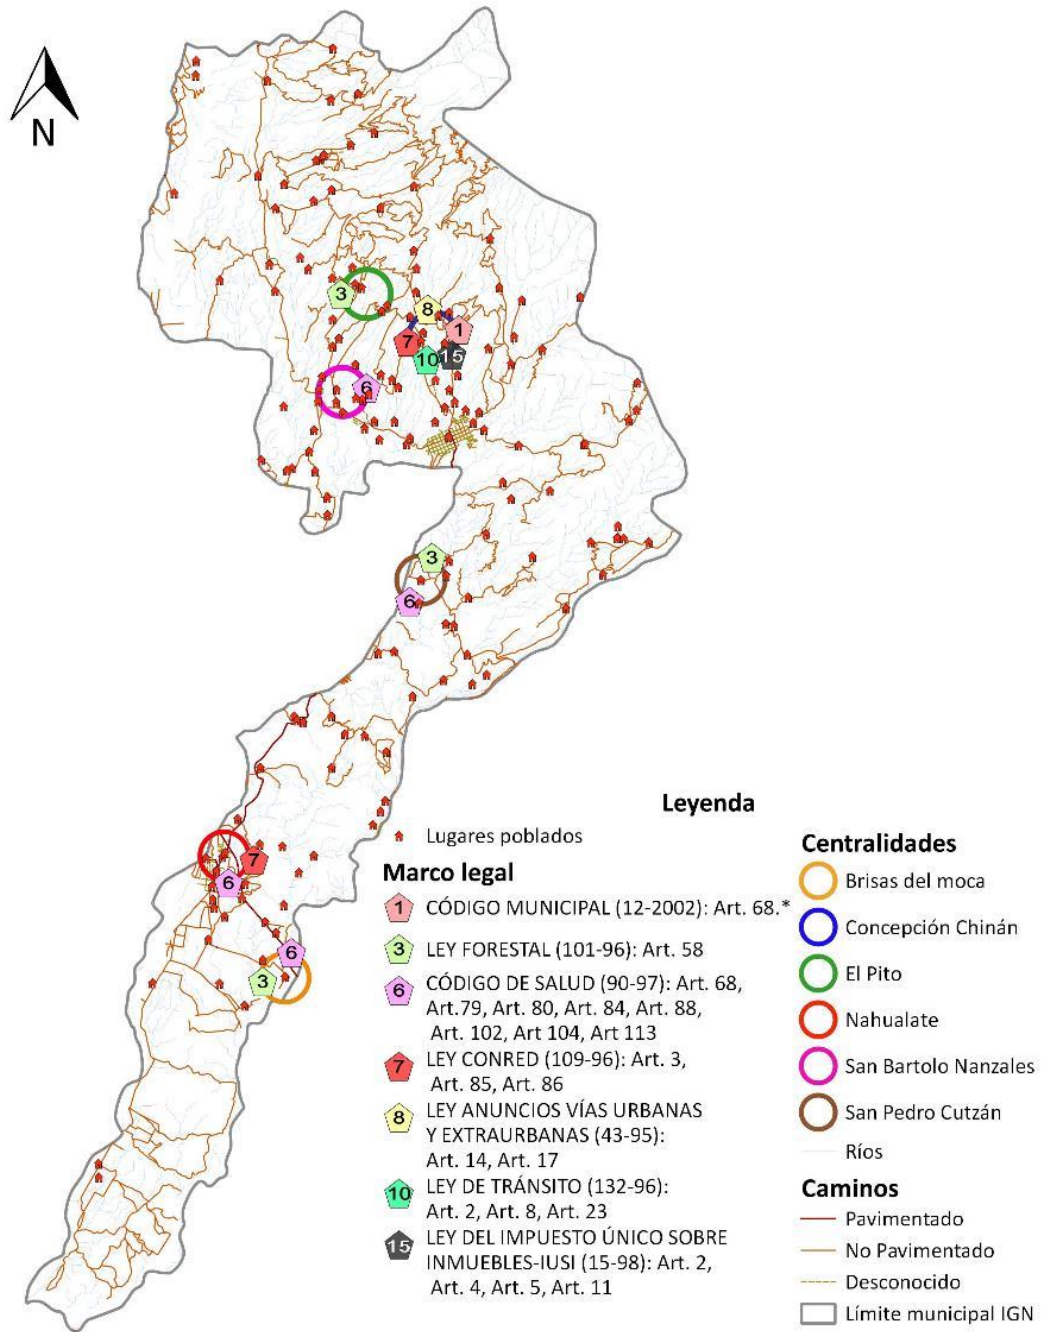 N
3
8
1
7
10
15
6
3
6
7
6
6
3
Leyenda
Lugares poblados
Marco legal
1 CÓDIGO MUNICIPAL (12-2002): Art. 68.*
3 LEY FORESTAL (101-96): Art. 58
6 CÓDIGO DE SALUD (90-97): Art. 68,
Art.79, Art. 80, Art. 84, Art. 88,
Art. 102, Art 104, Art 113
7 LEY CONRED (109-96): Art. 3,
Art. 85, Art. 86
8 LEY ANUNCIOS VÍAS URBANAS
Y EXTRAURBANAS (43-95):
Art. 14, Art. 17
10 LEY DE TRÁNSITO (132-96):
Art. 2, Art. 8, Art. 23
15 LEY DEL IMPUESTO ÚNICO SOBRE
INMUEBLES-IUSI (15-98): Art. 2,
Art. 4, Art. 5, Art. 11
Centralidades
Brisas del moca
Concepción Chinán
El Pito
Nahualate
San Bartolo Nanzales
San Pedro Cutzán
Ríos
Caminos
Pavimentado
No Pavimentado
Desconocido
Límite municipal IGN